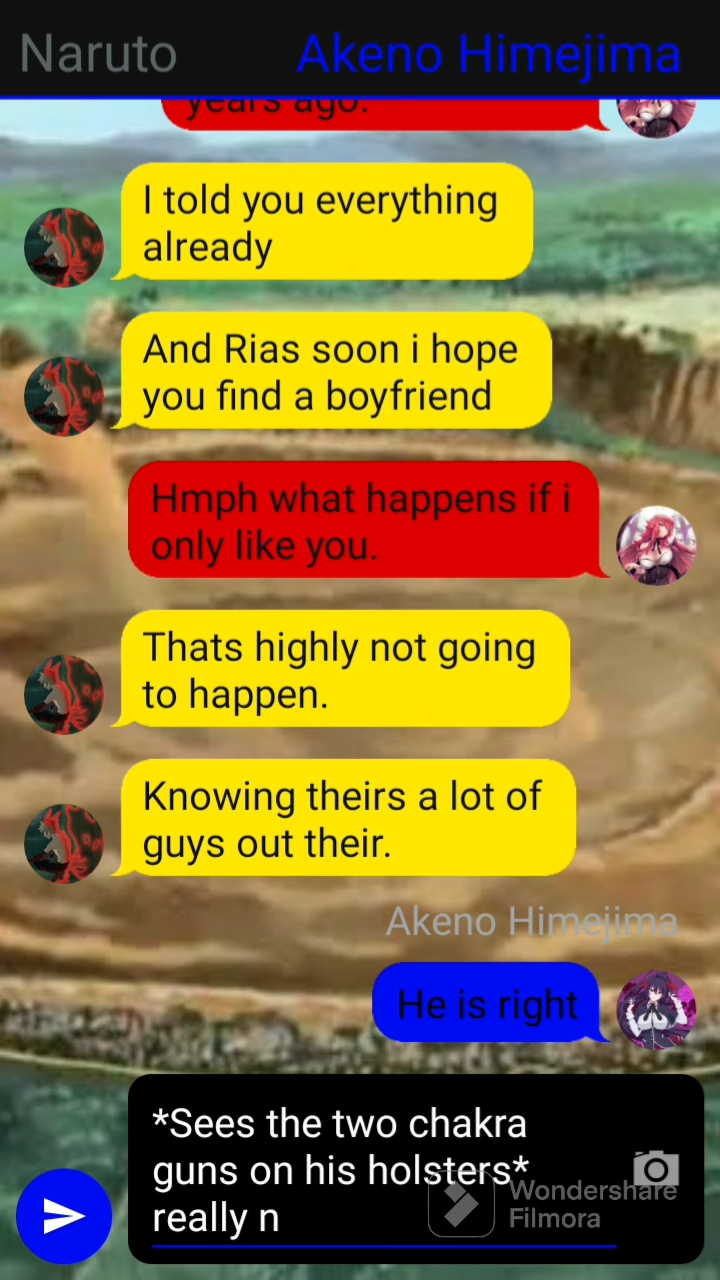 Naruto Akeno Himejima
years ago.
I told you everything
already
And Rias soon i hope
you find a boyfriend
Hmph what happens if i
only like you.
Thats highly not going
to happen.
Knowing theirs a lot of
guys out their.
Akeno Himejima
He is right
*Sees the two chakra
guns on his holsters*
really n
Wondershare
Filmora